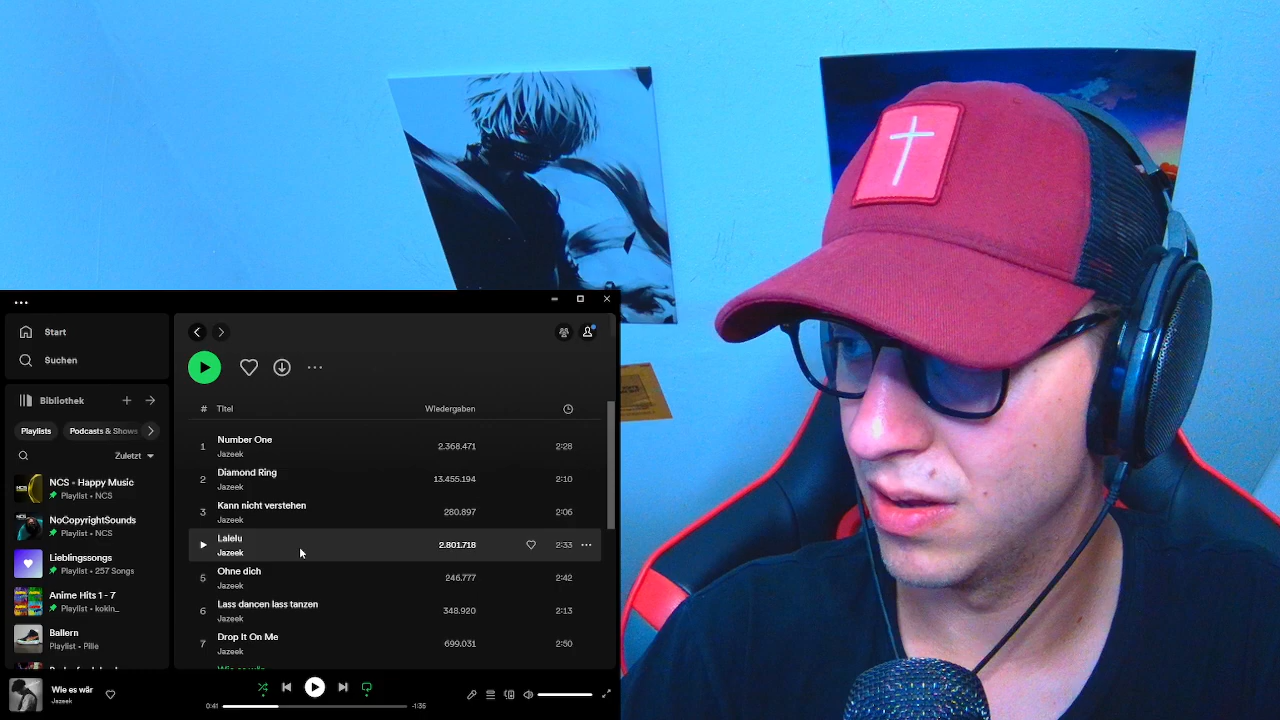 Start
Suchen
Bibliothek
Playlists
Podcasts & Shows
Zuletzt
NCS - Happy Music
Playlist • NCS
NoCopyrightSounds
Playlist • NCS
Lieblingssongs
Playlist • 257 Songs
Anime Hits 1 - 7
Playlist • kokin_
Ballern
Playlist • Pille
# Titel Wiedergaben
1 Number One 2.368.471 2:28
Jazeek
2 Diamond Ring 13.455.194 2:10
Jazeek
3 Kann nicht verstehen 280.897 2:06
Jazeek
Lalelu 2.801.718 2:33
Jazeek
5 Ohne dich 246.777 2:42
Jazeek
6 Lass dancen lass tanzen 348.920 2:13
Jazeek
7 Drop It On Me 699.031 2:50
Jazeek
Wie es wär
Wie es wär
Jazeek
0:41 -1:35